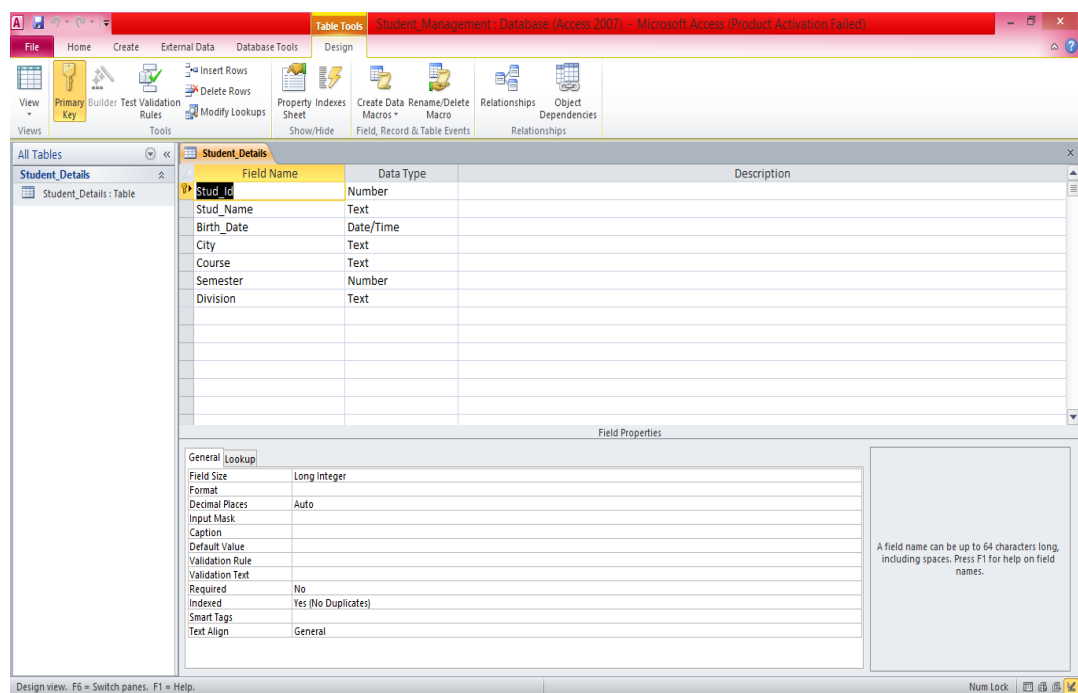 Table Tools
Student_Management : Database (Access 2007) - Microsoft Access (Product Activation Failed)
File Home Create External Data Database Tools Design
View
Views
Primary Key
Builder
Test Validation Rules
Insert Rows
Delete Rows
Modify Lookups
Tools
Property Sheet
Indexes
Show/Hide
Create Data Macros
Rename/Delete Macro
Field, Record & Table Events
Relationships
Object Dependencies
Relationships
All Tables
Student_Details
Student_Details : Table
Student_Details
Field Name Data Type Description
Stud_Id Number
Stud_Name Text
Birth_Date Date/Time
City Text
Course Text
Semester Number
Division Text
Field Properties
General Lookup
Field Size Long Integer
Format
Decimal Places Auto
Input Mask
Caption
Default Value
Validation Rule
Validation Text
Required No
Indexed Yes (No Duplicates)
Smart Tags
Text Align General
A field name can be up to 64 characters long,
including spaces. Press F1 for help on field
names.
Design view. F6 = Switch panes. F1 = Help.
Num Lock